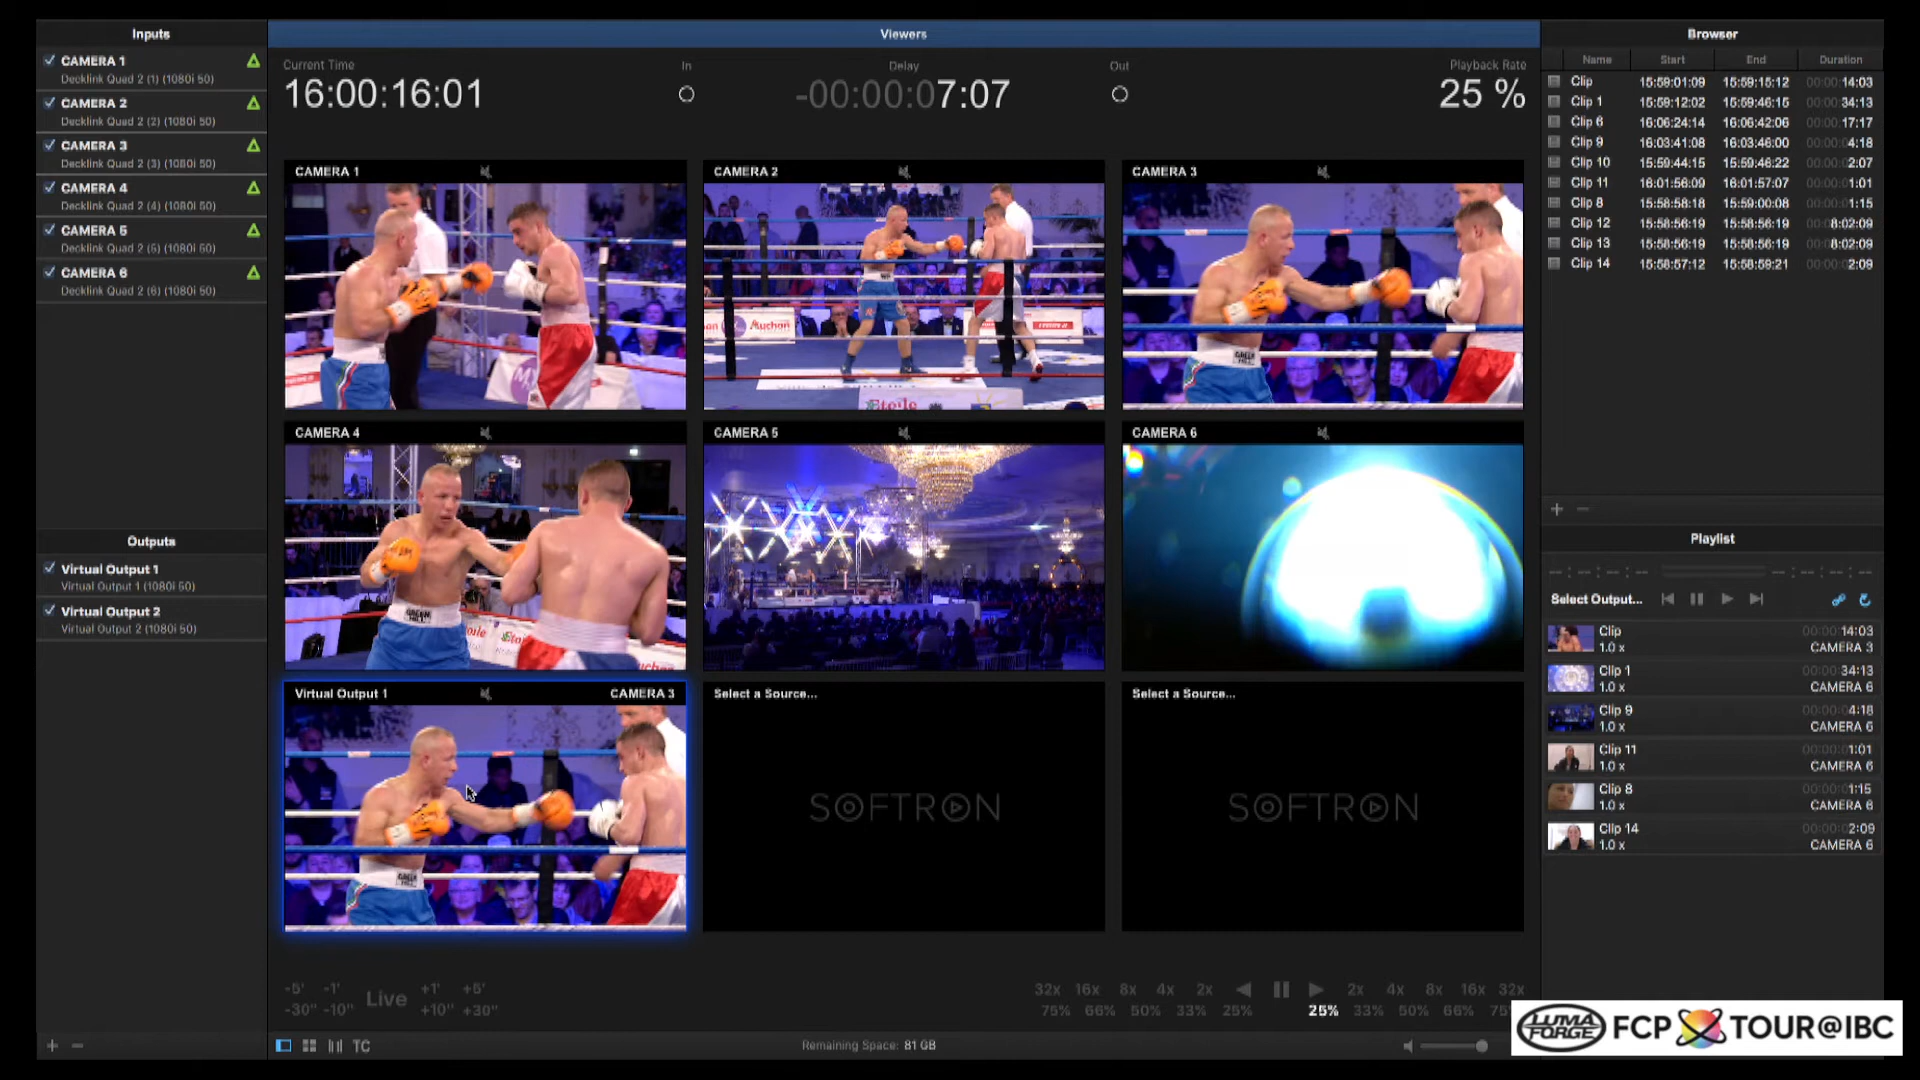 Inputs
CAMERA 1
Decklink Quad 2 (1) (1080i 50)
CAMERA 2
Decklink Quad 2 (2) (1080i 50)
CAMERA 3
Decklink Quad 2 (3) (1080i 50)
CAMERA 4
Decklink Quad 2 (4) (1080i 50)
CAMERA 5
Decklink Quad 2 (5) (1080i 50)
CAMERA 6
Decklink Quad 2 (6) (1080i 50)
Outputs
Virtual Output 1
Virtual Output 1 (1080i 50)
Virtual Output 2
Virtual Output 2 (1080i 50)
Viewers
Current Time
16:00:16:01
In
Delay
-00:00:07:07
Out
Playback Rate
25 %
CAMERA 1
CAMERA 2
CAMERA 3
Auchan
Etoile
GREEN HILL
CAMERA 4
CAMERA 5
CAMERA 6
GREEN HILL
Etoile
Virtual Output 1 CAMERA 3
Select a Source...
Select a Source...
GREEN HILL
SOFTRON
SOFTRON
-5' -1' Live +1' +5'
-30" -10" +10" +30"
32x 16x 8x 4x 2x 2x 4x 8x 16x 32x
75% 66% 50% 33% 25% 25% 33% 50% 66% 75
TC
Remaining Space: 81 GB
Browser
Name Start End Duration
Clip 15:59:01:09 15:59:15:12 00:00:14:03
Clip 1 15:59:12:02 15:59:46:15 00:00:34:13
Clip 6 16:06:24:14 16:06:42:06 00:00:17:17
Clip 9 16:03:41:08 16:03:46:00 00:00:04:18
Clip 10 15:59:44:15 15:59:46:22 00:00:02:07
Clip 11 16:01:56:09 16:01:57:07 00:00:01:01
Clip 8 15:58:58:18 15:59:00:08 00:00:01:15
Clip 12 15:58:56:19 15:58:56:19 00:08:02:09
Clip 13 15:58:56:19 15:58:56:19 00:08:02:09
Clip 14 15:58:57:12 15:58:59:21 00:00:02:09
Playlist
--:--:--:-- --:--:--:--
Select Output...
Clip 00:00:14:03
1.0 x CAMERA 3
Clip 1 00:00:34:13
1.0 x CAMERA 6
Clip 9 00:00:04:18
1.0 x CAMERA 6
Clip 11 00:00:01:01
1.0 x CAMERA 6
Clip 8 00:00:01:15
1.0 x CAMERA 6
Clip 14 00:00:02:09
1.0 x CAMERA 6
LUMA FORGE FCP TOUR@IBC